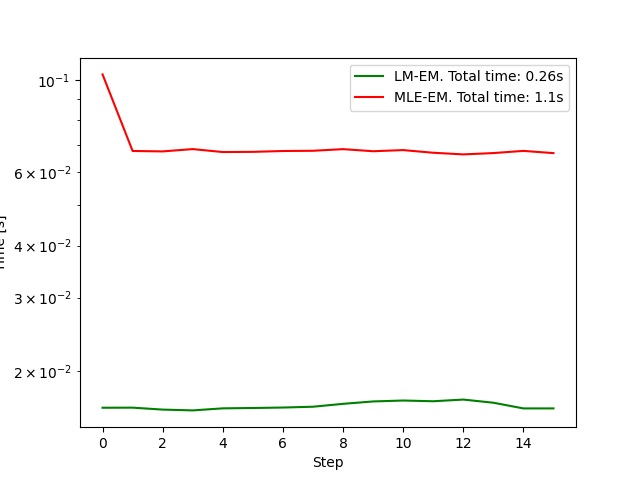 LM-EM. Total time: 0.26s
MLE-EM. Total time: 1.1s
10⁻¹
6 × 10⁻²
4 × 10⁻²
3 × 10⁻²
2 × 10⁻²
[s]
0 2 4 6 8 10 12 14
Step